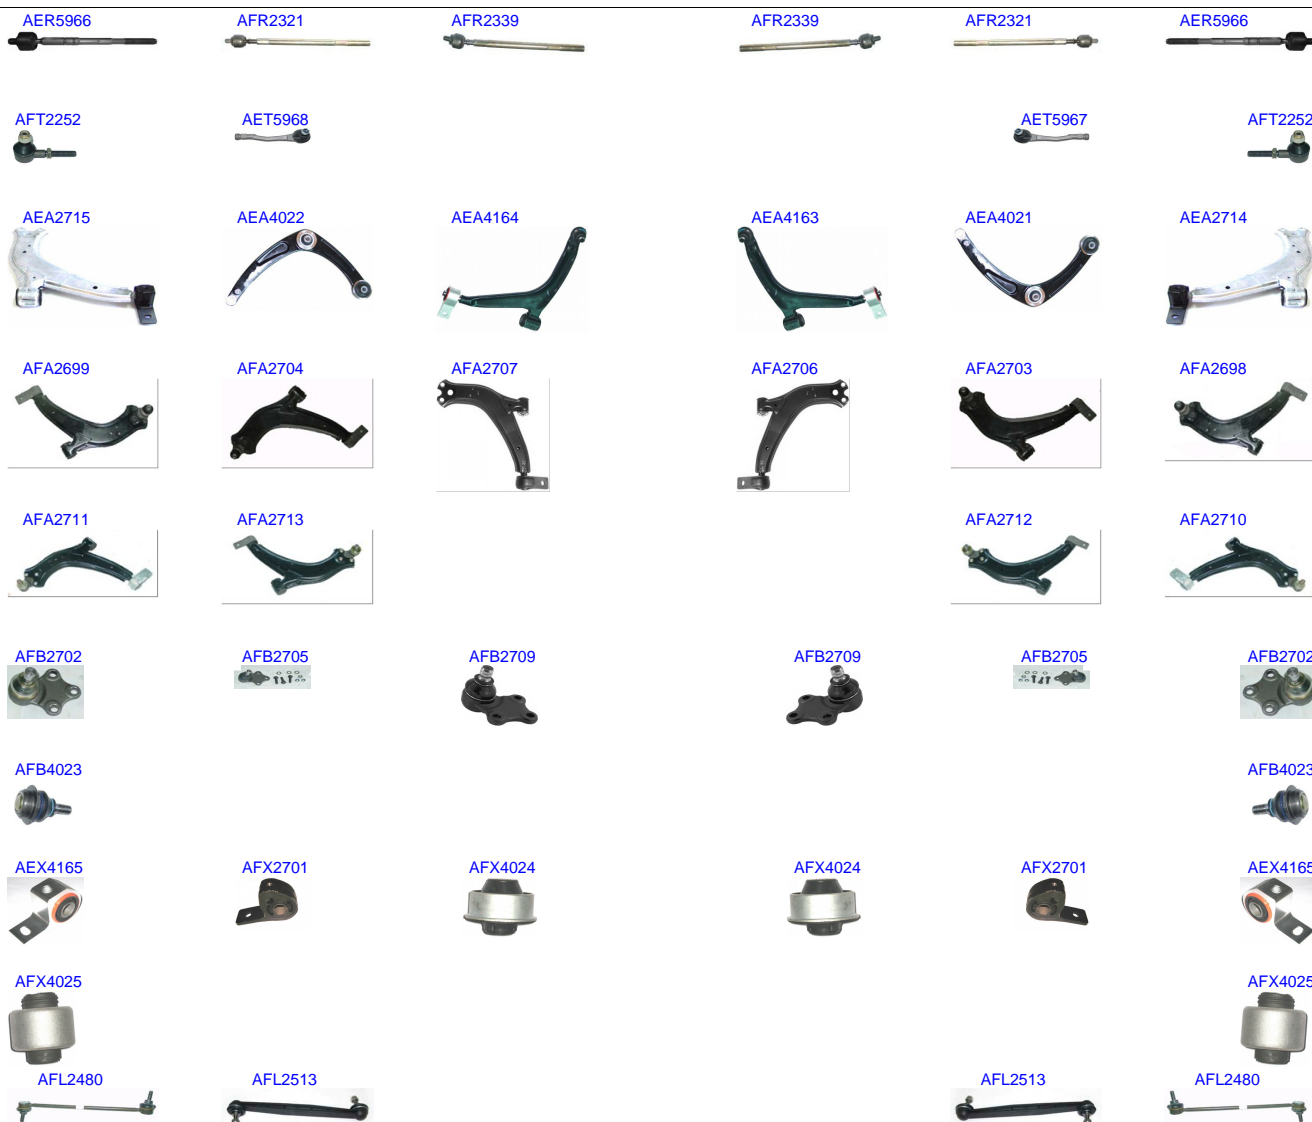 AER5966 AFR2321 AFR2339 AFR2339 AFR2321 AER5966
AFT2252 AET5968 AET5967 AFT2252
AEA2715 AEA4022 AEA4164 AEA4163 AEA4021 AEA2714
AFA2699 AFA2704 AFA2707 AFA2706 AFA2703 AFA2698
AFA2711 AFA2713 AFA2712 AFA2710
AFB2702 AFB2705 AFB2709 AFB2709 AFB2705 AFB2702
AFB4023 AFB4023
AEX4165 AFX2701 AFX4024 AFX4024 AFX2701 AEX4165
AFX4025 AFX4025
AFL2480 AFL2513 AFL2513 AFL2480